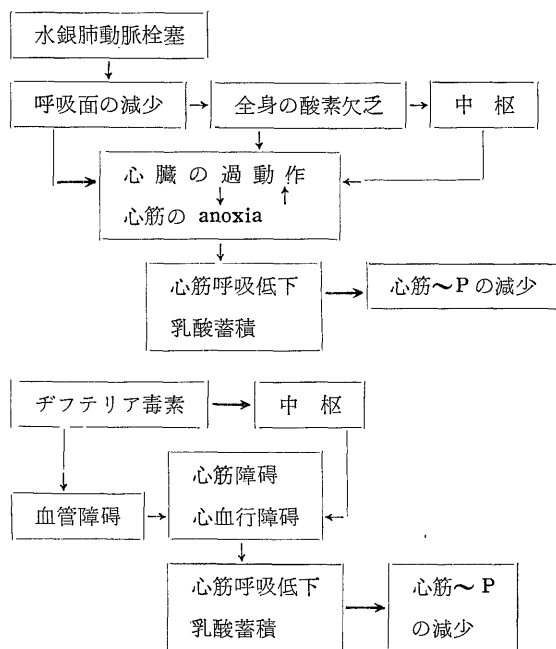 水銀肺動脈栓塞
呼吸面の減少 → 全身の酸素欠乏 → 中枢
心臓の過動作
心筋の anoxia
心筋呼吸低下 → 心筋～Pの減少
乳酸蓄積
ヂフテリア毒素 → 中枢
心筋障碍
血管障碍 → 心血行障碍
心筋呼吸低下 → 心筋～P
乳酸蓄積 の減少